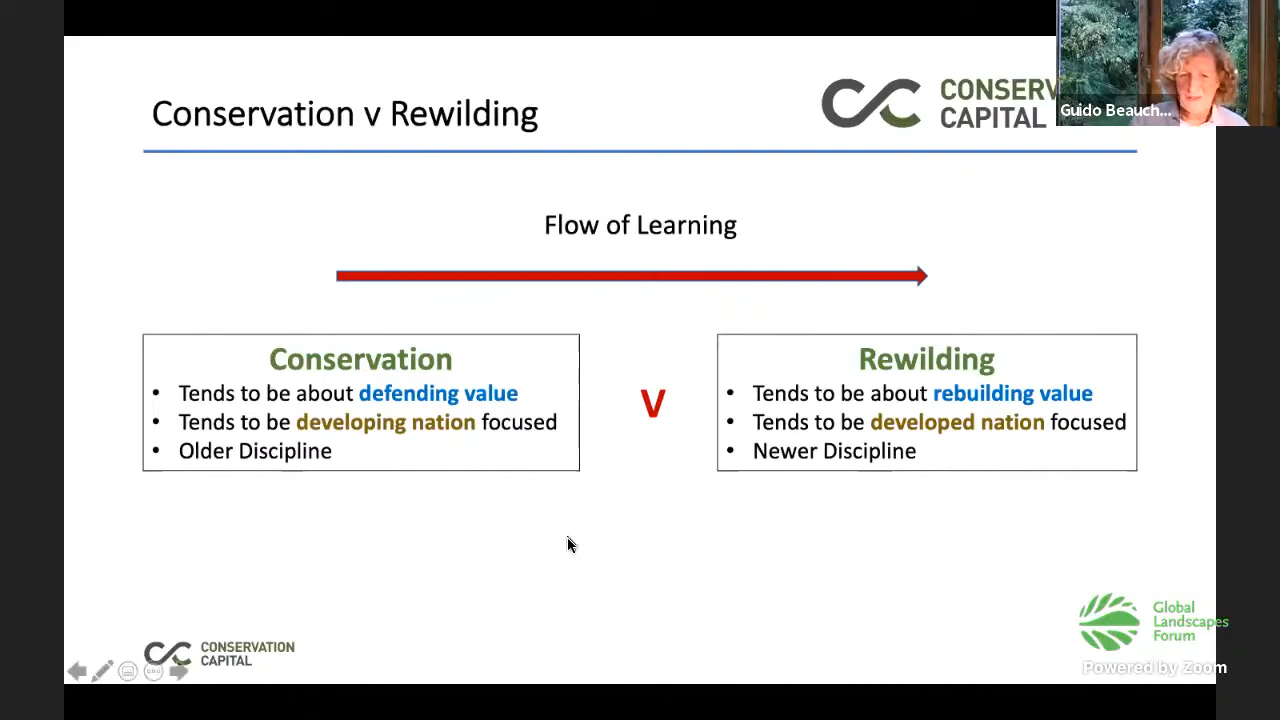 Conservation v Rewilding
CONSERV
CAPITAL
Guido Beauch...
Flow of Learning
Conservation
• Tends to be about defending value
• Tends to be developing nation focused
• Older Discipline
V
Rewilding
• Tends to be about rebuilding value
• Tends to be developed nation focused
• Newer Discipline
CONSERVATION
CAPITAL
Global
Landscapes
Forum
Powered by Zoom